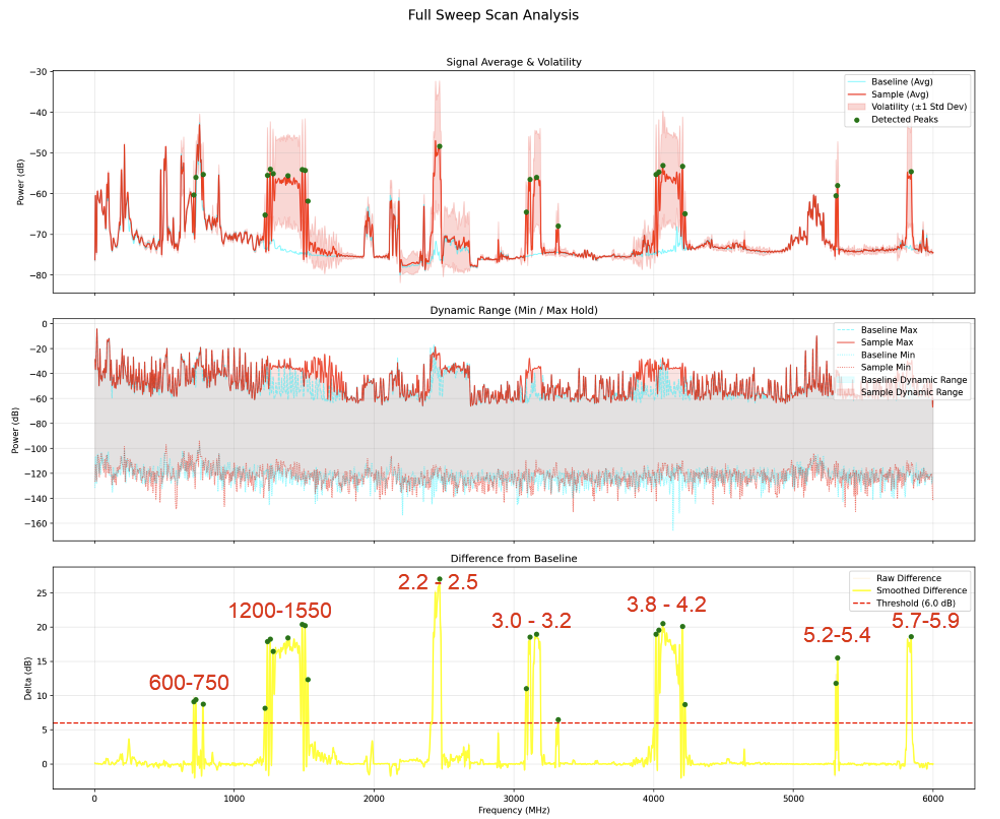 Full Sweep Scan Analysis
Signal Average & Volatility
Baseline (Avg)
Sample (Avg)
Volatility (±1 Std Dev)
Detected Peaks
Power (dB)
−30
−40
−50
−60
−70
−80
Dynamic Range (Min / Max Hold)
Baseline Max
Sample Max
Baseline Min
Sample Min
Baseline Dynamic Range
Sample Dynamic Range
Power (dB)
0
−20
−40
−60
−80
−100
−120
−140
−160
Difference from Baseline
Raw Difference
Smoothed Difference
Threshold (6.0 dB)
Delta (dB)
25
20
15
10
5
0
600-750
1200-1550
2.2 - 2.5
3.0 - 3.2
3.8 - 4.2
5.2-5.4
5.7-5.9
0
1000
2000
3000
4000
5000
6000
Frequency (MHz)